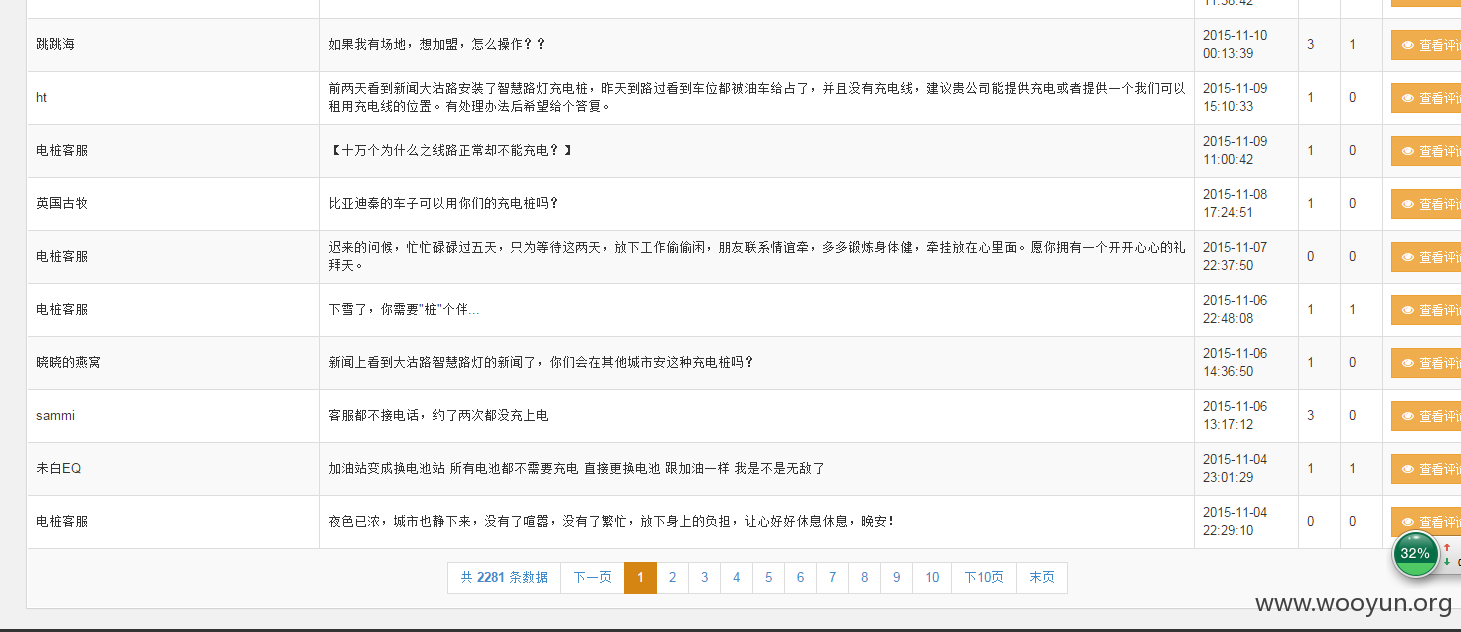 跳跳海
如果我有场地，想加盟，怎么操作？？
2015-11-10
00:13:39
3
1
查看评
ht
前两天看到新闻大沽路安装了智慧路灯充电桩，昨天到路过看到车位都被油车给占了，并且没有充电线，建议贵公司能提供充电或者提供一个我们可以
租用充电线的位置。有处理办法后希望给个答复。
2015-11-09
15:10:33
1
0
查看评
电桩客服
【十万个为什么之线路正常却不能充电？】
2015-11-09
11:00:42
1
0
查看评
英国古牧
比亚迪秦的车子可以用你们的充电桩吗？
2015-11-08
17:24:51
1
0
查看评
电桩客服
迟来的问候，忙忙碌碌过五天，只为等待这两天，放下工作偷偷闲，朋友联系情谊牵，多多锻炼身体健，牵挂放在心里面。愿你拥有一个开开心心的礼
拜天。
2015-11-07
22:37:50
0
0
查看评
电桩客服
下雪了，你需要"桩"个伴...
2015-11-06
22:48:08
1
1
查看评
晓晓的燕窝
新闻上看到大沽路智慧路灯的新闻了，你们会在其他城市安这种充电桩吗？
2015-11-06
14:36:50
1
0
查看评
sammi
客服都不接电话，约了两次都没充上电
2015-11-06
13:17:12
3
0
查看评
未白EQ
加油站变成换电池站 所有电池都不需要充电 直接更换电池 跟加油一样 我是不是无敌了
2015-11-04
23:01:29
1
1
查看评
电桩客服
夜色已浓，城市也静下来，没有了喧嚣，没有了繁忙，放下身上的负担，让心好好休息休息，晚安！
2015-11-04
22:29:10
0
0
查看评
32%
共 2281 条数据 下一页 1 2 3 4 5 6 7 8 9 10 下10页 末页
www.wooyun.org